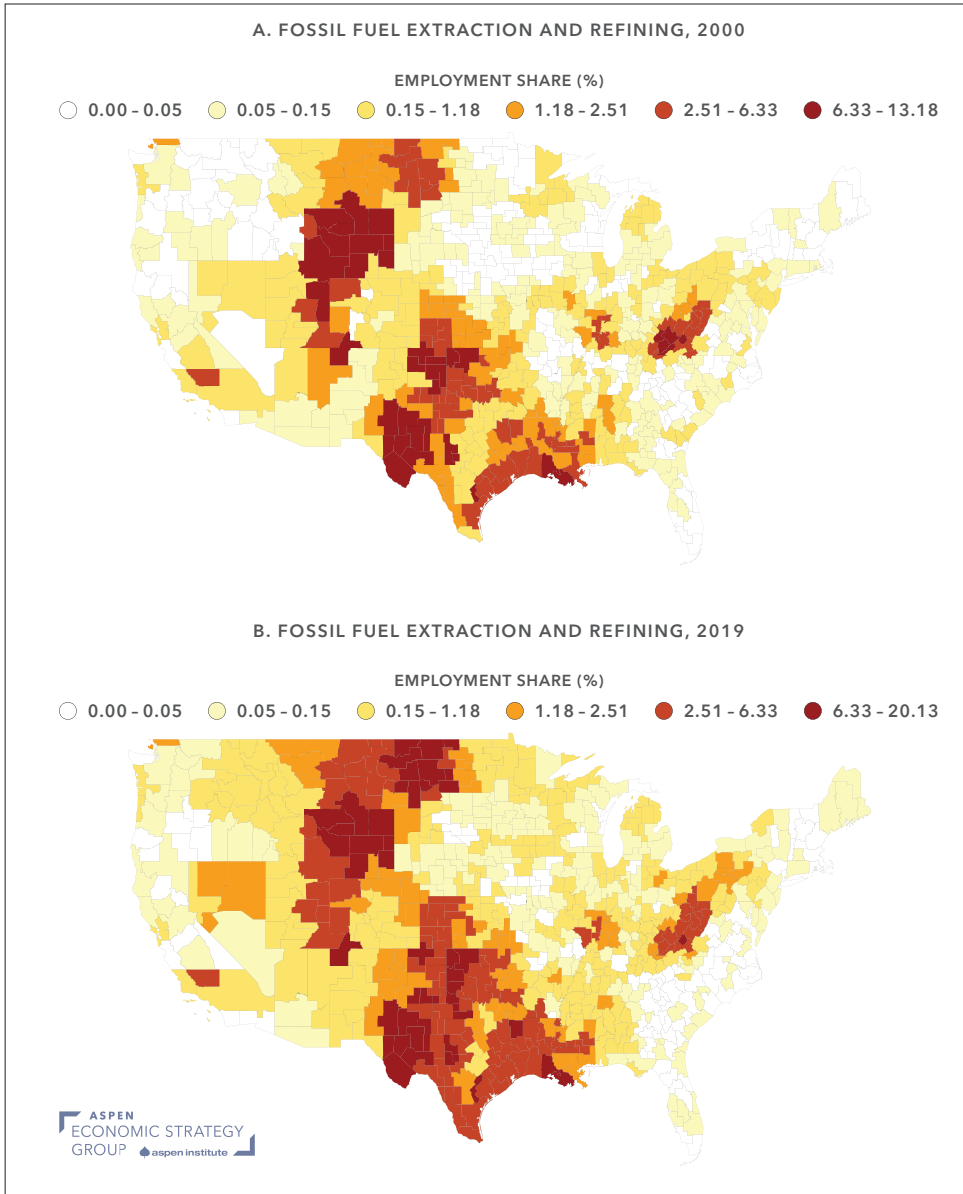 A. FOSSIL FUEL EXTRACTION AND REFINING, 2000
EMPLOYMENT SHARE (%)
0.00 – 0.05 0.05 – 0.15 0.15 – 1.18 1.18 – 2.51 2.51 – 6.33 6.33 – 13.18
B. FOSSIL FUEL EXTRACTION AND REFINING, 2019
EMPLOYMENT SHARE (%)
0.00 – 0.05 0.05 – 0.15 0.15 – 1.18 1.18 – 2.51 2.51 – 6.33 6.33 – 20.13
ASPEN
ECONOMIC STRATEGY
GROUP aspen institute